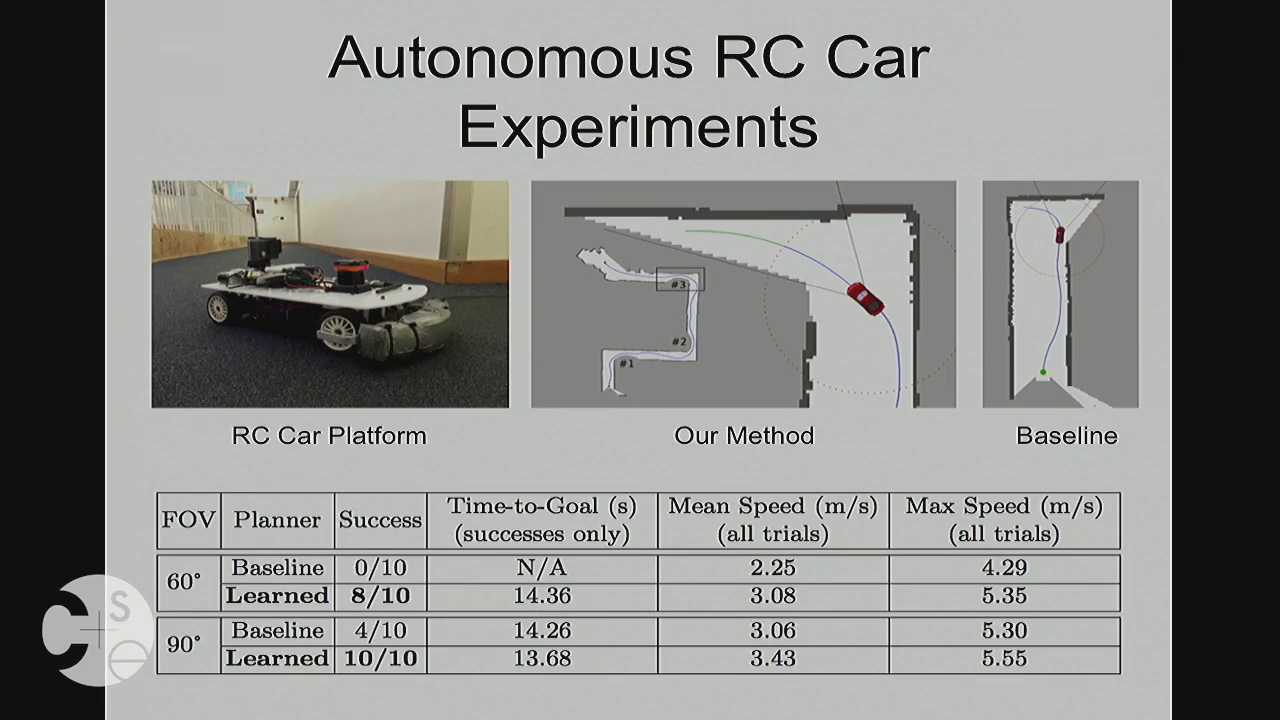 Autonomous RC Car
Experiments
#3
#2
#1
RC Car Platform
Our Method
Baseline
FOV Planner Success Time-to-Goal (s) (successes only) Mean Speed (m/s) (all trials) Max Speed (m/s) (all trials)
60° Baseline 0/10 N/A 2.25 4.29
Learned 8/10 14.36 3.08 5.35
90° Baseline 4/10 14.26 3.06 5.30
Learned 10/10 13.68 3.43 5.55
C s e